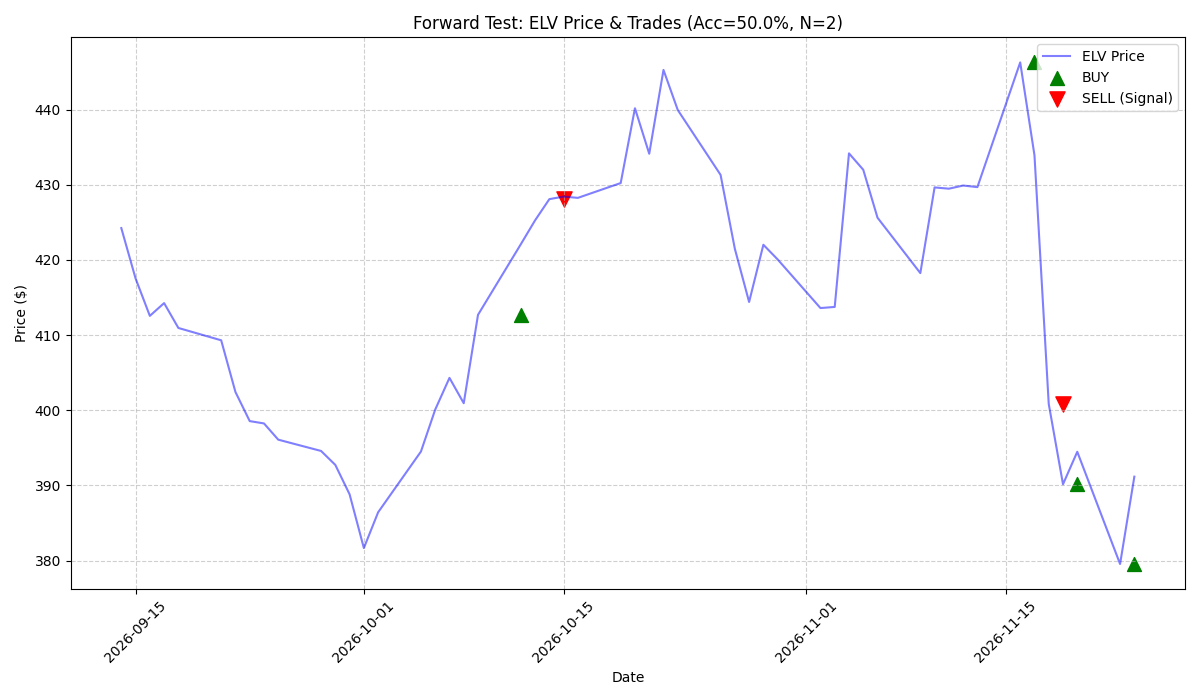 Forward Test: ELV Price & Trades (Acc=50.0%, N=2)
ELV Price
BUY
SELL (Signal)
Price ($)
440
430
420
410
400
390
380
2026-09-15
2026-10-01
2026-10-15
2026-11-01
2026-11-15
Date